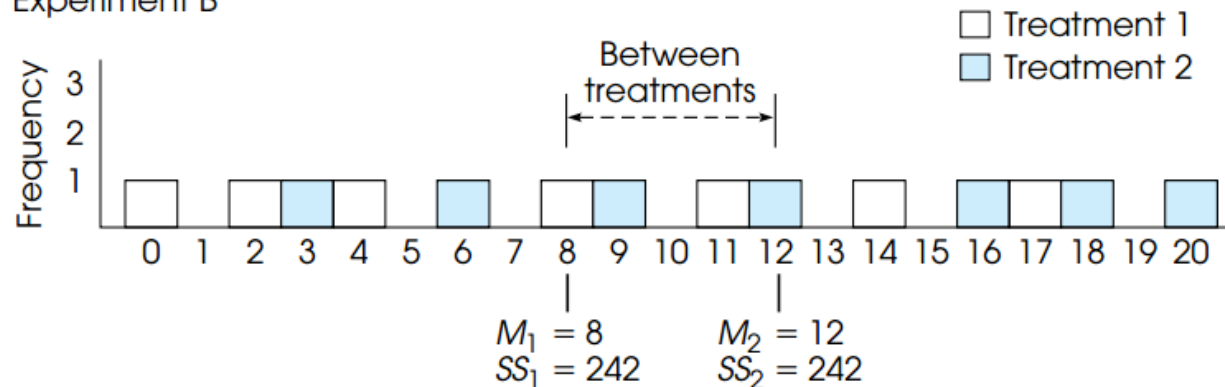 Experiment B
Treatment 1
Treatment 2
Between
treatments
Frequency
3
2
1
0 1 2 3 4 5 6 7 8 9 10 11 12 13 14 15 16 17 18 19 20
M₁ = 8 M₂ = 12
SS₁ = 242 SS₂ = 242